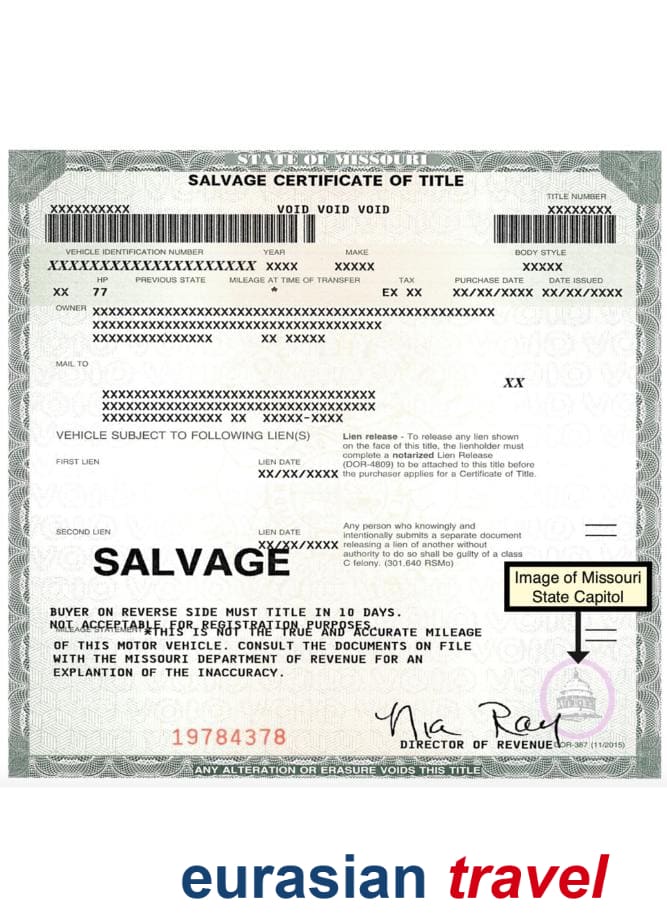 STATE OF MISSOURI
SALVAGE CERTIFICATE OF TITLE
TITLE NUMBER
XXXXXXXXXX VOID VOID VOID XXXXXXXX
VEHICLE IDENTIFICATION NUMBER YEAR MAKE BODY STYLE
XXXXXXXXXXXXXXXXXXX XXXX XXXXX XXXXX
HP PREVIOUS STATE MILEAGE AT TIME OF TRANSFER TAX PURCHASE DATE DATE ISSUED
XX 77 * EX XX XX/XX/XXXX XX/XX/XXXX
OWNER XXXXXXXXXXXXXXXXXXXXXXXXXXXXXXXXXXXXXXXXXXXXXXXXXXX
XXXXXXXXXXXXXXXXXXXXXXXXXXXXXXXXXXXXX
XXXXXXXXXXXXXXX XX XXXXX
MAIL TO
XX
XXXXXXXXXXXXXXXXXXXXXXXXXXXXXXXXXXX
XXXXXXXXXXXXXXXXXXXXXXXXXXXXXXXXXXX
XXXXXXXXXXXXXXX XX XXXXX-XXXX
VEHICLE SUBJECT TO FOLLOWING LIEN(S)
Lien release - To release any lien shown
on the face of this title, the lienholder must
complete a notarized Lien Release
(DOR-4809) to be attached to this title before
the purchaser applies for a Certificate of Title.
FIRST LIEN LIEN DATE
XX/XX/XXXX
SECOND LIEN LIEN DATE
XX/XX/XXXX
Any person who knowingly and
intentionally submits a separate document
releasing a lien of another without
authority to do so shall be guilty of a class
C felony. (301,640 RSMo)
SALVAGE
Image of Missouri
State Capitol
BUYER ON REVERSE SIDE MUST TITLE IN 10 DAYS.
NOT ACCEPTABLE FOR REGISTRATION PURPOSES
MILEAGE STATEMENT *THIS IS NOT THE TRUE AND ACCURATE MILEAGE
OF THIS MOTOR VEHICLE. CONSULT THE DOCUMENTS ON FILE
WITH THE MISSOURI DEPARTMENT OF REVENUE FOR AN
EXPLANTION OF THE INACCURACY.
Nia Ray
19784378
DIRECTOR OF REVENUE DOR-387 (11/2015)
ANY ALTERATION OR ERASURE VOIDS THIS TITLE
eurasian travel